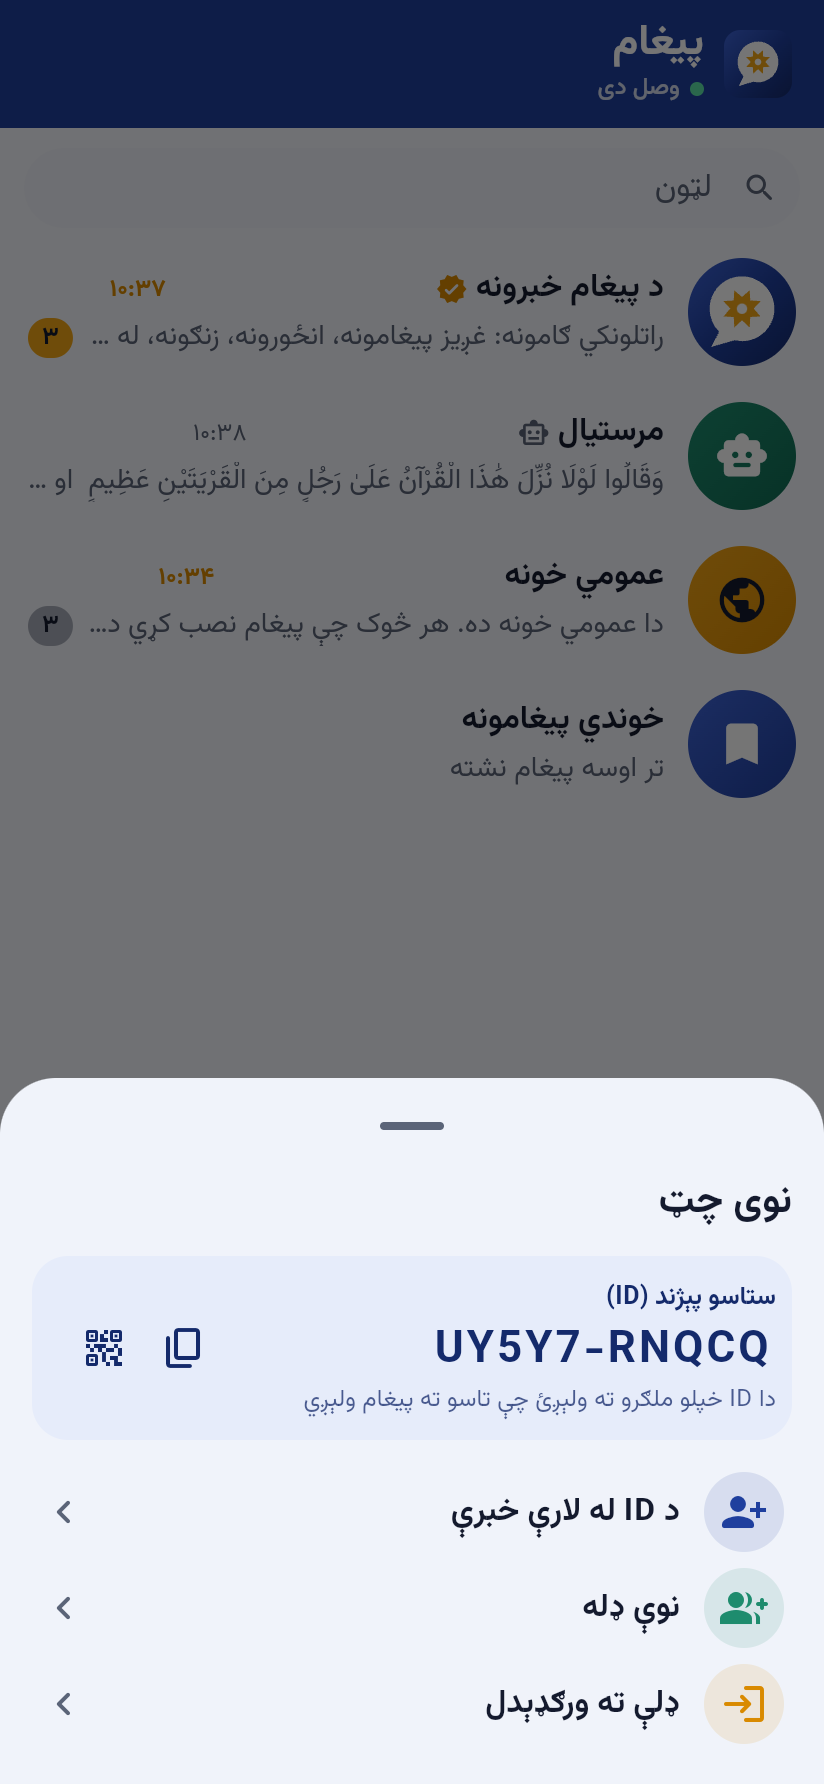 پیغام
وصل دی
لټون
د پیغام خبرونه
۱۰:۳۷
راتلونکي ګامونه: غږیز پیغامونه، انځورونه، زنګونه، له ...
۳
مرستیال
۱۰:۳۸
وَقَالُوا لَوْلَا نُزِّلَ هَٰذَا الْقُرْآنُ عَلَىٰ رَجُلٍ مِنَ الْقَرْيَتَيْنِ عَظِيمٍ او ...
عمومي خونه
۱۰:۳۴
دا عمومي خونه ده. هر څوک چې پیغام نصب کړي د...
۳
خوندي پیغامونه
تر اوسه پیغام نشته
نوی چټ
ستاسو پېژند (ID)
UY5Y7-RNQCQ
دا ID خپلو ملګرو ته ولېږئ چې تاسو ته پیغام ولېږي
د ID له لارې خبرې
نوې ډله
ډلې ته ورګډېدل